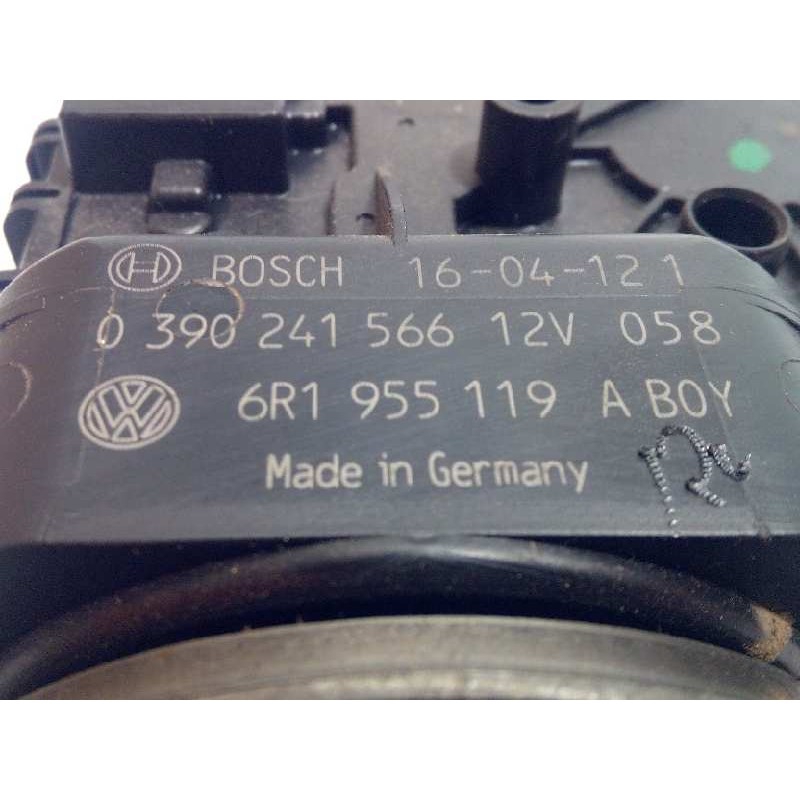 BOSCH 16-04-12 1
0 390 241 566 12V 058
6R1 955 119 A BOY
Made in Germany